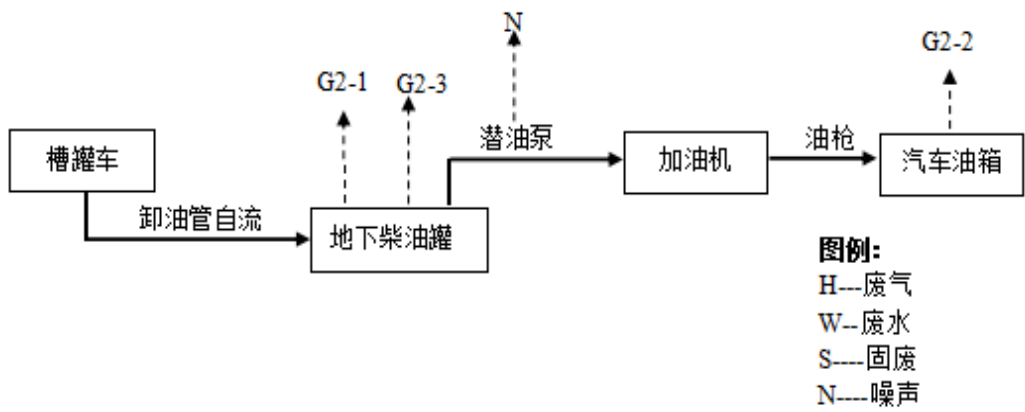 N
G2-2
G2-1
G2-3
潜油泵
油枪
槽罐车
加油机
汽车油箱
卸油管自流
地下柴油罐
图例：
H---废气
W--废水
S----固废
N----噪声